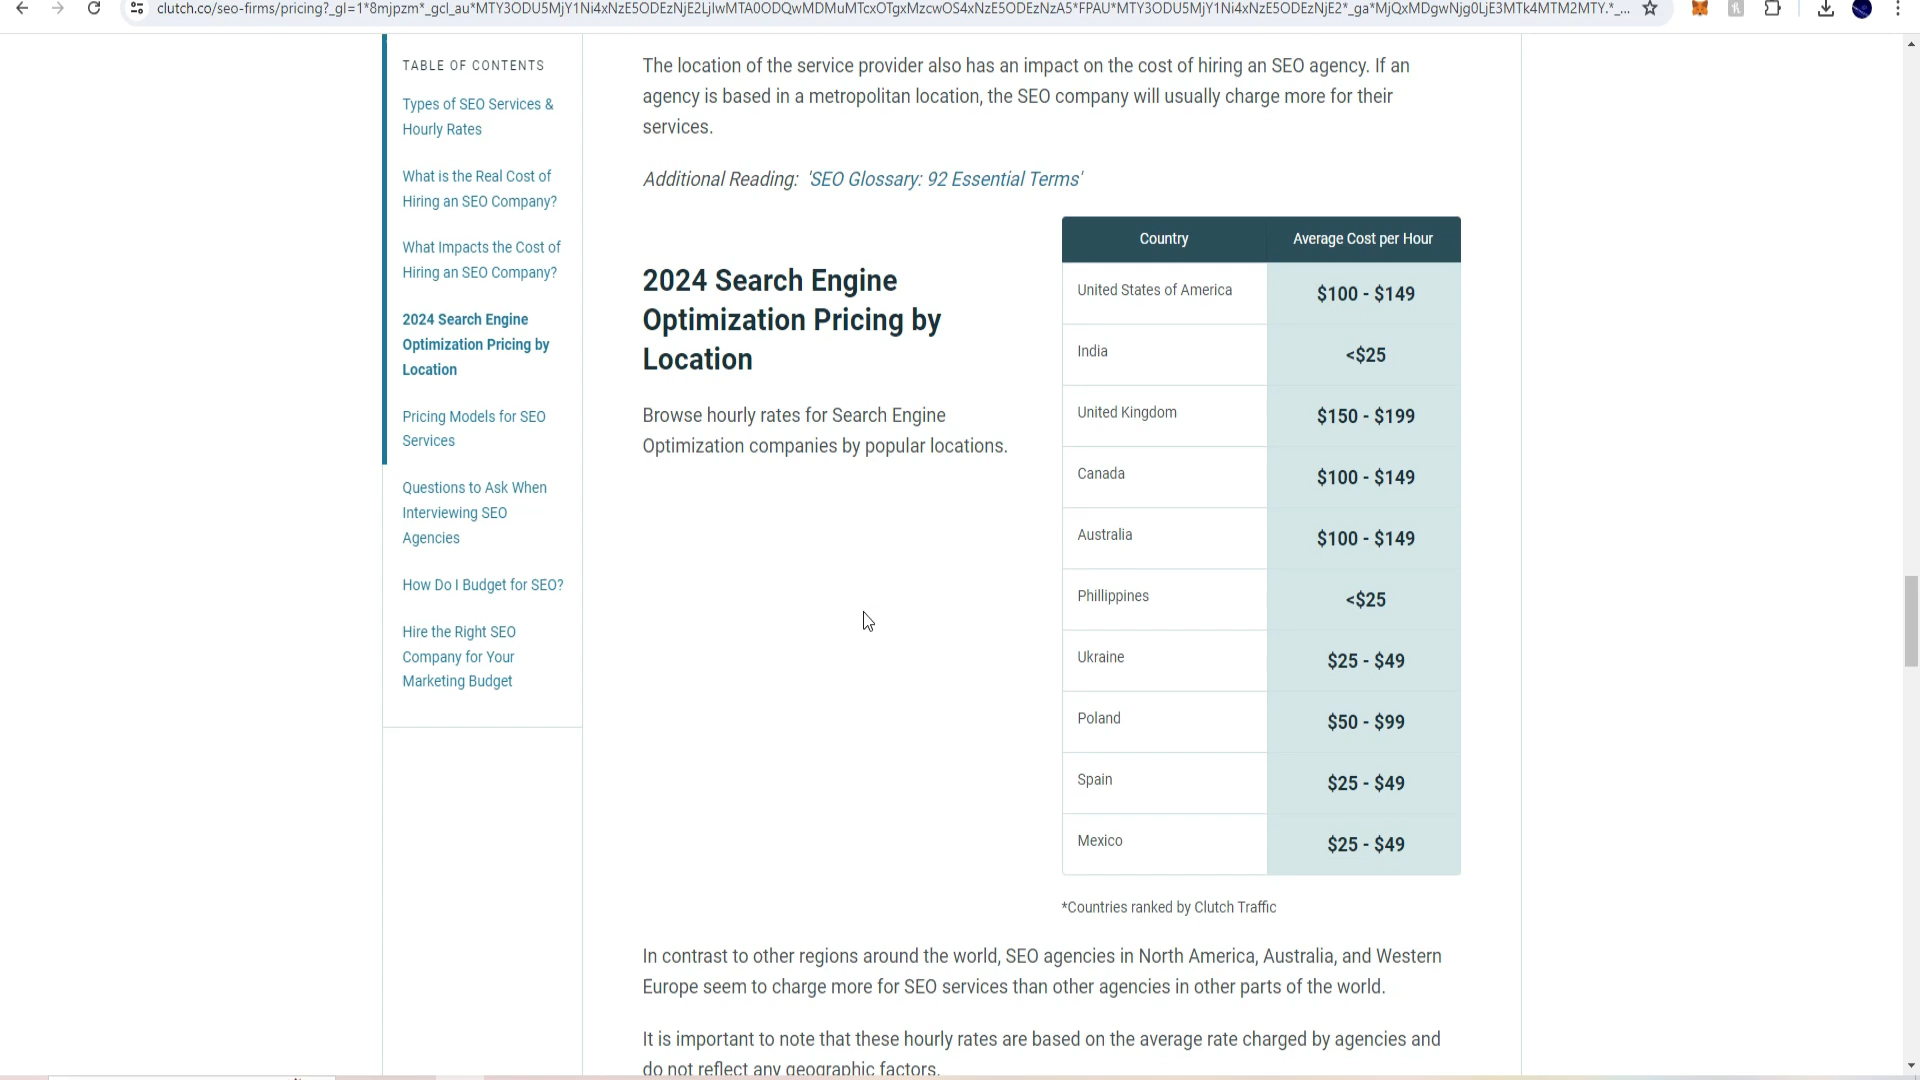 clutch.co/seo-firms/pricing?_gl=1*8mjpzm*_gcl_au*MTY3ODU5MjY1Ni4xNzE5ODEzNjE2LjIwMTA0ODQwMDMuMTcxOTgxMzcwOS4xNzE5ODEzNzA5*FPAU*MTY3ODU5MjY1Ni4xNzE5ODEzNjE2*_ga*MjQxMDgwNjg0LjE3MTk4MTM2MTY.*_...
TABLE OF CONTENTS
Types of SEO Services &
Hourly Rates
What is the Real Cost of
Hiring an SEO Company?
What Impacts the Cost of
Hiring an SEO Company?
2024 Search Engine
Optimization Pricing by
Location
Pricing Models for SEO
Services
Questions to Ask When
Interviewing SEO
Agencies
How Do I Budget for SEO?
Hire the Right SEO
Company for Your
Marketing Budget
The location of the service provider also has an impact on the cost of hiring an SEO agency. If an
agency is based in a metropolitan location, the SEO company will usually charge more for their
services.
Additional Reading: 'SEO Glossary: 92 Essential Terms'
2024 Search Engine
Optimization Pricing by
Location
Browse hourly rates for Search Engine
Optimization companies by popular locations.
Country Average Cost per Hour
United States of America $100 - $149
India <$25
United Kingdom $150 - $199
Canada $100 - $149
Australia $100 - $149
Phillippines <$25
Ukraine $25 - $49
Poland $50 - $99
Spain $25 - $49
Mexico $25 - $49
*Countries ranked by Clutch Traffic
In contrast to other regions around the world, SEO agencies in North America, Australia, and Western
Europe seem to charge more for SEO services than other agencies in other parts of the world.
It is important to note that these hourly rates are based on the average rate charged by agencies and
do not reflect any geographic factors.